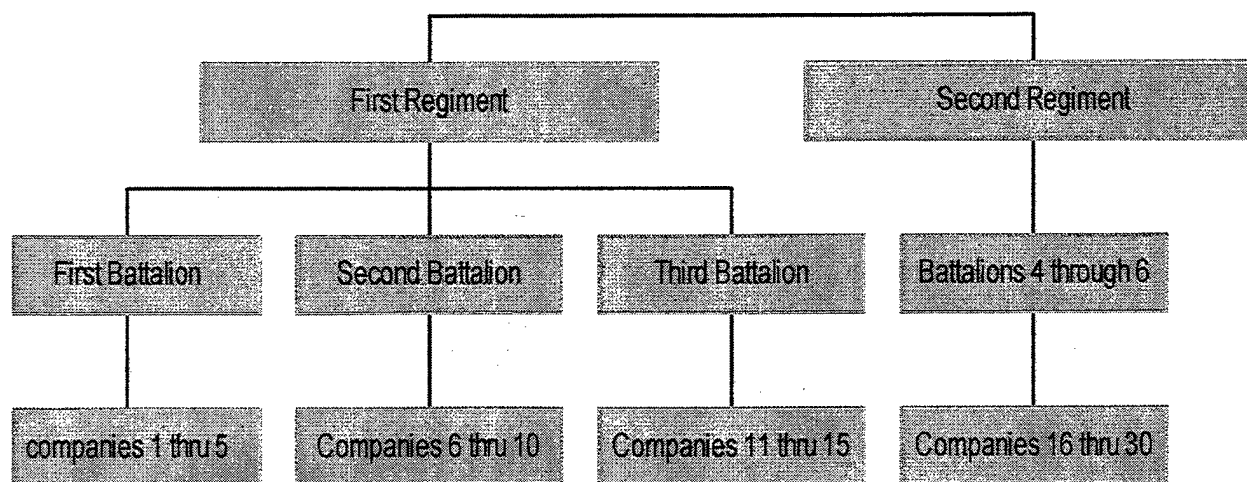 First Regiment
Second Regiment
First Battalion
Second Battalion
Third Battalion
Battalions 4 through 6
companies 1 thru 5
Companies 6 thru 10
Companies 11 thru 15
Companies 16 thru 30